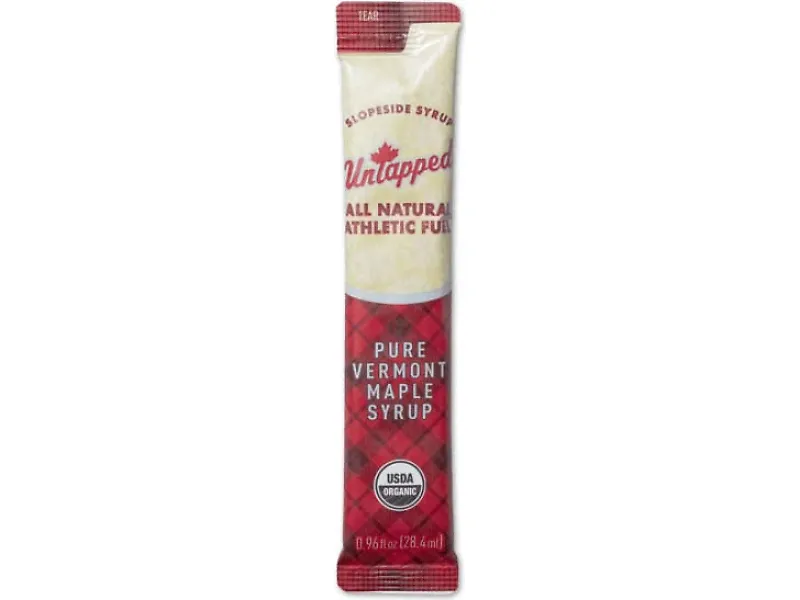 TEAR
SLOPESIDE SYRUP
Untapped
ALL NATURAL
ATHLETIC FUEL
PURE
VERMONT
MAPLE
SYRUP
USDA
ORGANIC
0.96 fl oz (28.4 ml)